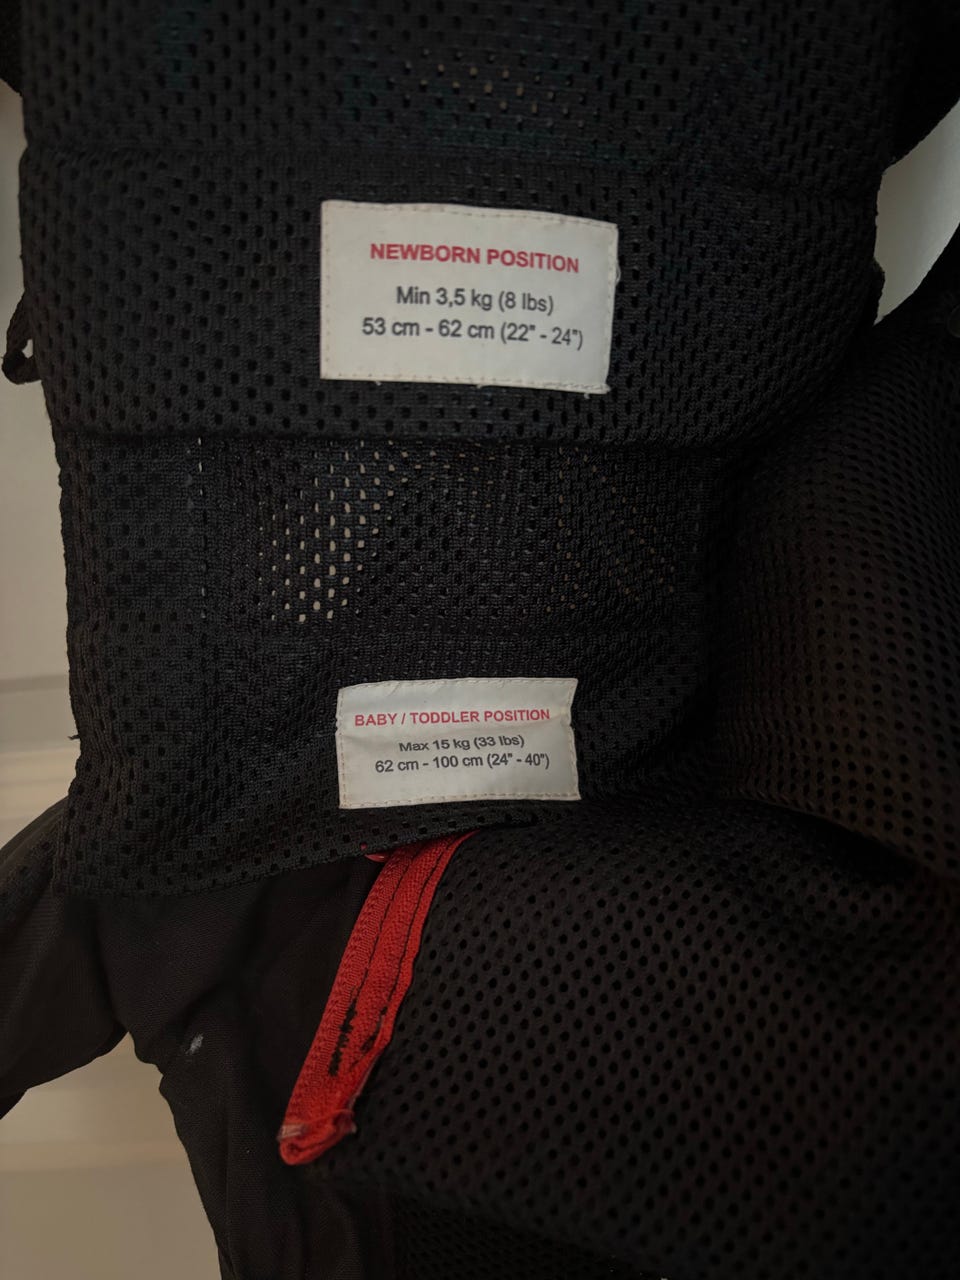 NEWBORN POSITION
Min 3,5 kg (8 lbs)
53 cm - 62 cm (22" - 24")
BABY / TODDLER POSITION
Max 15 kg (33 lbs)
62 cm - 100 cm (24" - 40")